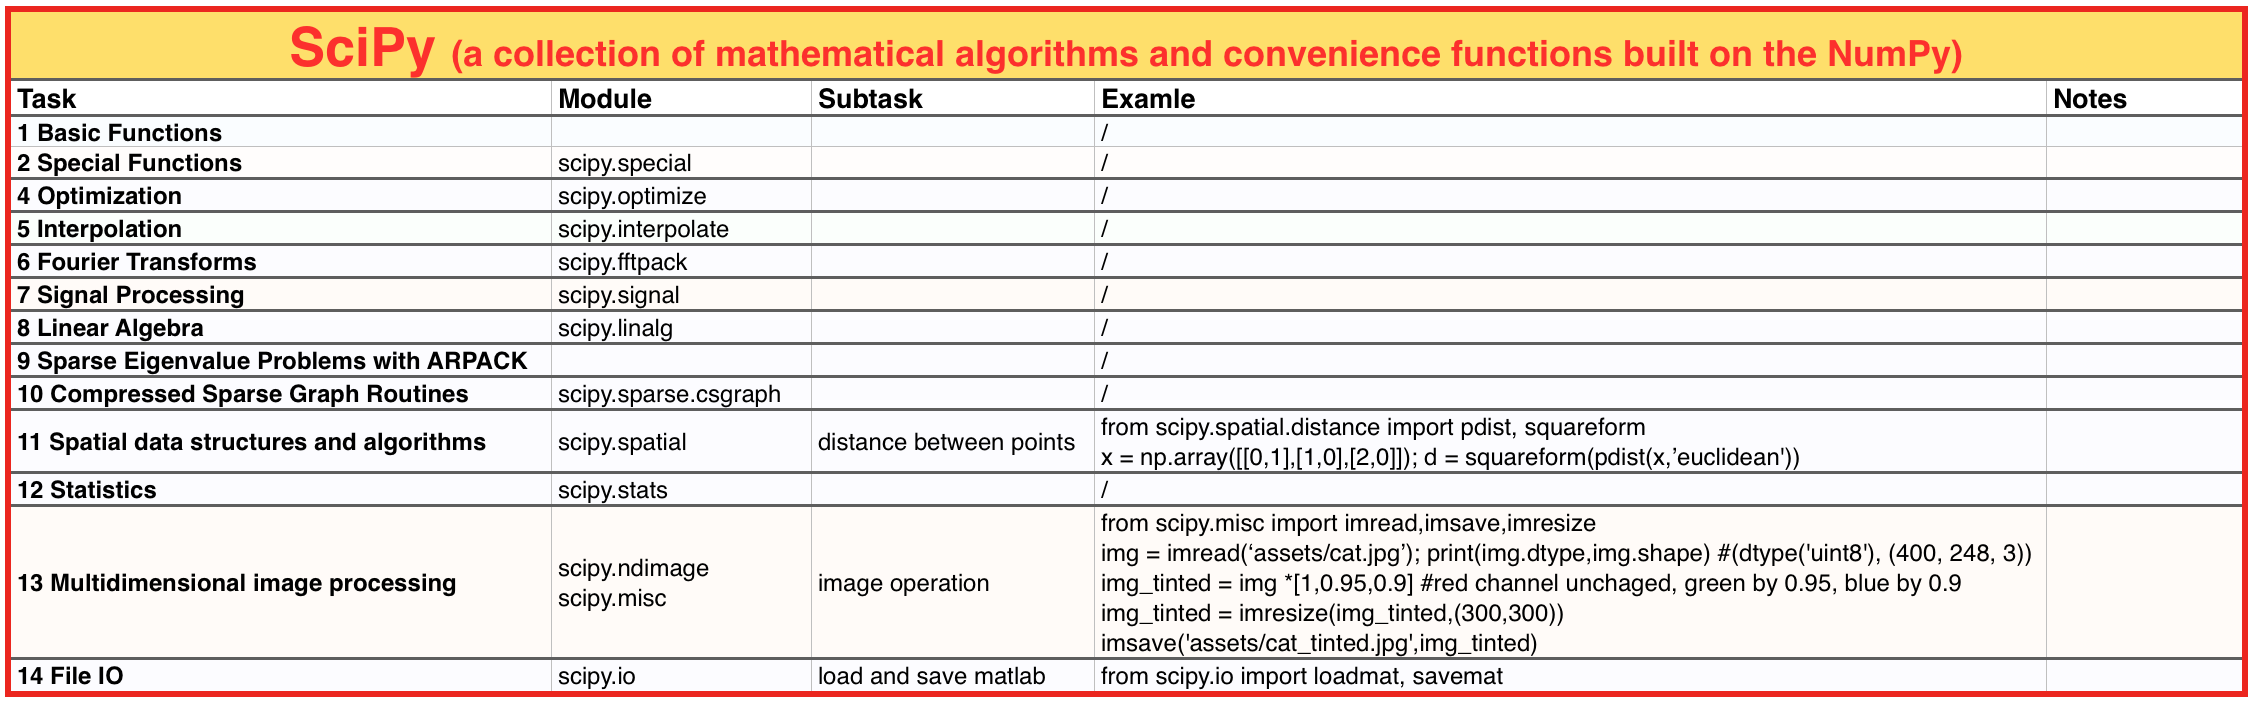 SciPy (a collection of mathematical algorithms and convenience functions built on the NumPy)
Task Module Subtask Examle Notes
1 Basic Functions /
2 Special Functions scipy.special /
4 Optimization scipy.optimize /
5 Interpolation scipy.interpolate /
6 Fourier Transforms scipy.fftpack /
7 Signal Processing scipy.signal /
8 Linear Algebra scipy.linalg /
9 Sparse Eigenvalue Problems with ARPACK /
10 Compressed Sparse Graph Routines scipy.sparse.csgraph /
11 Spatial data structures and algorithms scipy.spatial distance between points
from scipy.spatial.distance import pdist, squareform
x = np.array([[0,1],[1,0],[2,0]]); d = squareform(pdist(x,’euclidean'))
12 Statistics scipy.stats /
13 Multidimensional image processing
scipy.ndimage
scipy.misc
image operation
from scipy.misc import imread,imsave,imresize
img = imread(‘assets/cat.jpg’); print(img.dtype,img.shape) #(dtype('uint8'), (400, 248, 3))
img_tinted = img *[1,0.95,0.9] #red channel unchaged, green by 0.95, blue by 0.9
img_tinted = imresize(img_tinted,(300,300))
imsave('assets/cat_tinted.jpg',img_tinted)
14 File IO scipy.io load and save matlab from scipy.io import loadmat, savemat